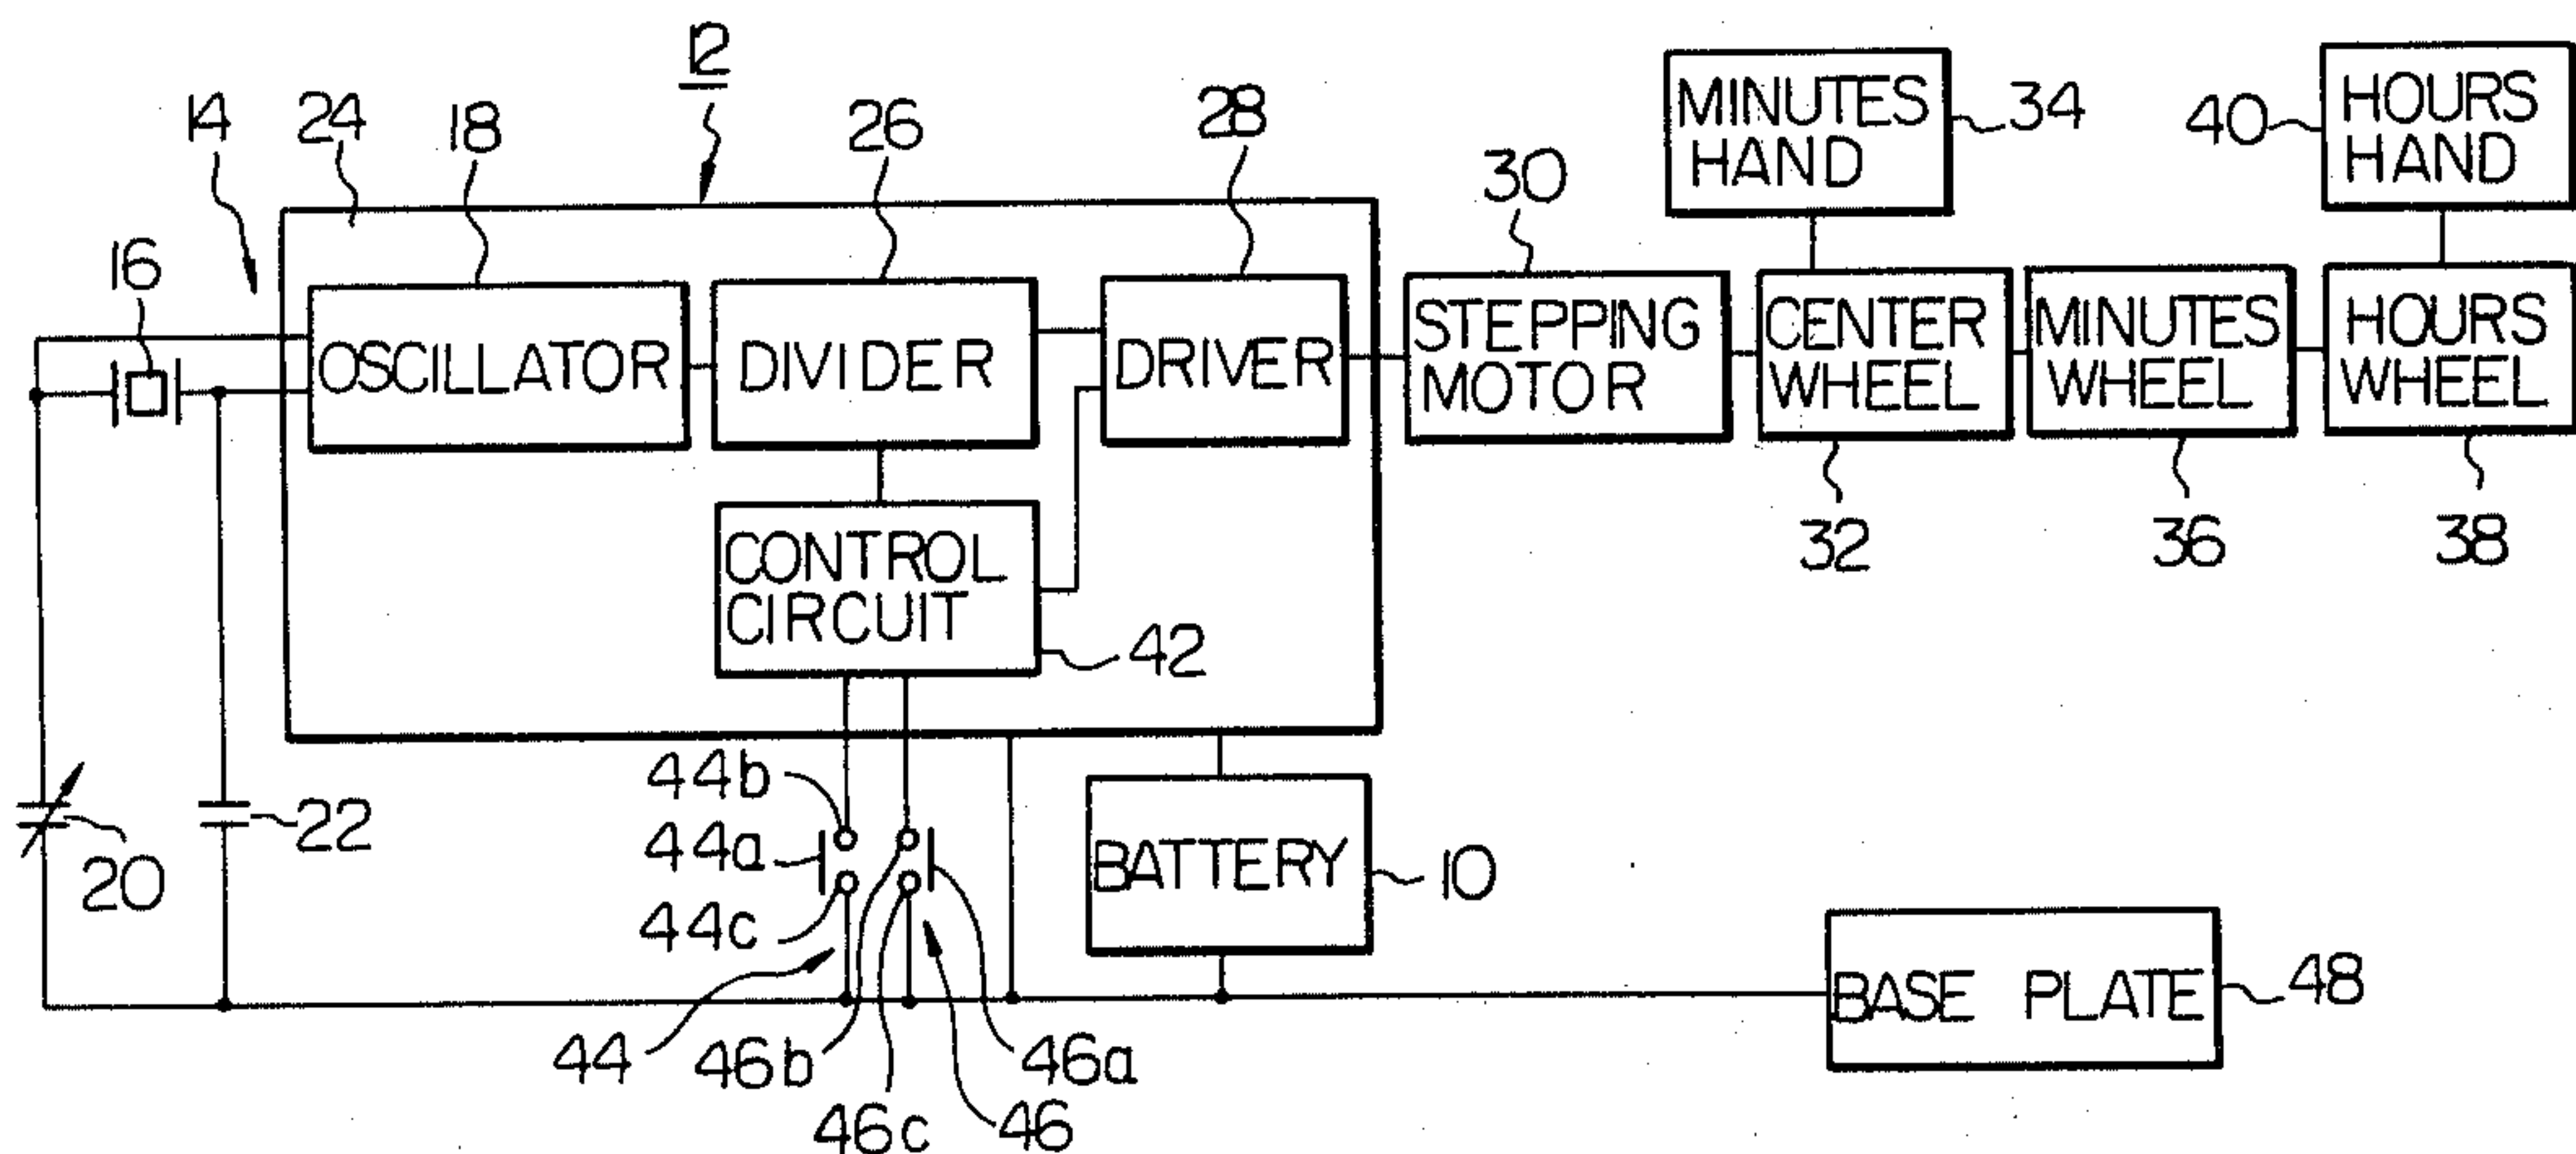 12
14
24
18
26
28
16
30
34
40
MINUTES
HAND
HOURS
HAND
OSCILLATOR
DIVIDER
DRIVER
STEPPING
MOTOR
CENTER
WHEEL
MINUTES
WHEEL
HOURS
WHEEL
32
36
38
CONTROL
CIRCUIT
42
20
22
44b
44a
44c
44
46b
46c
46a
46
BATTERY
10
BASE PLATE
48